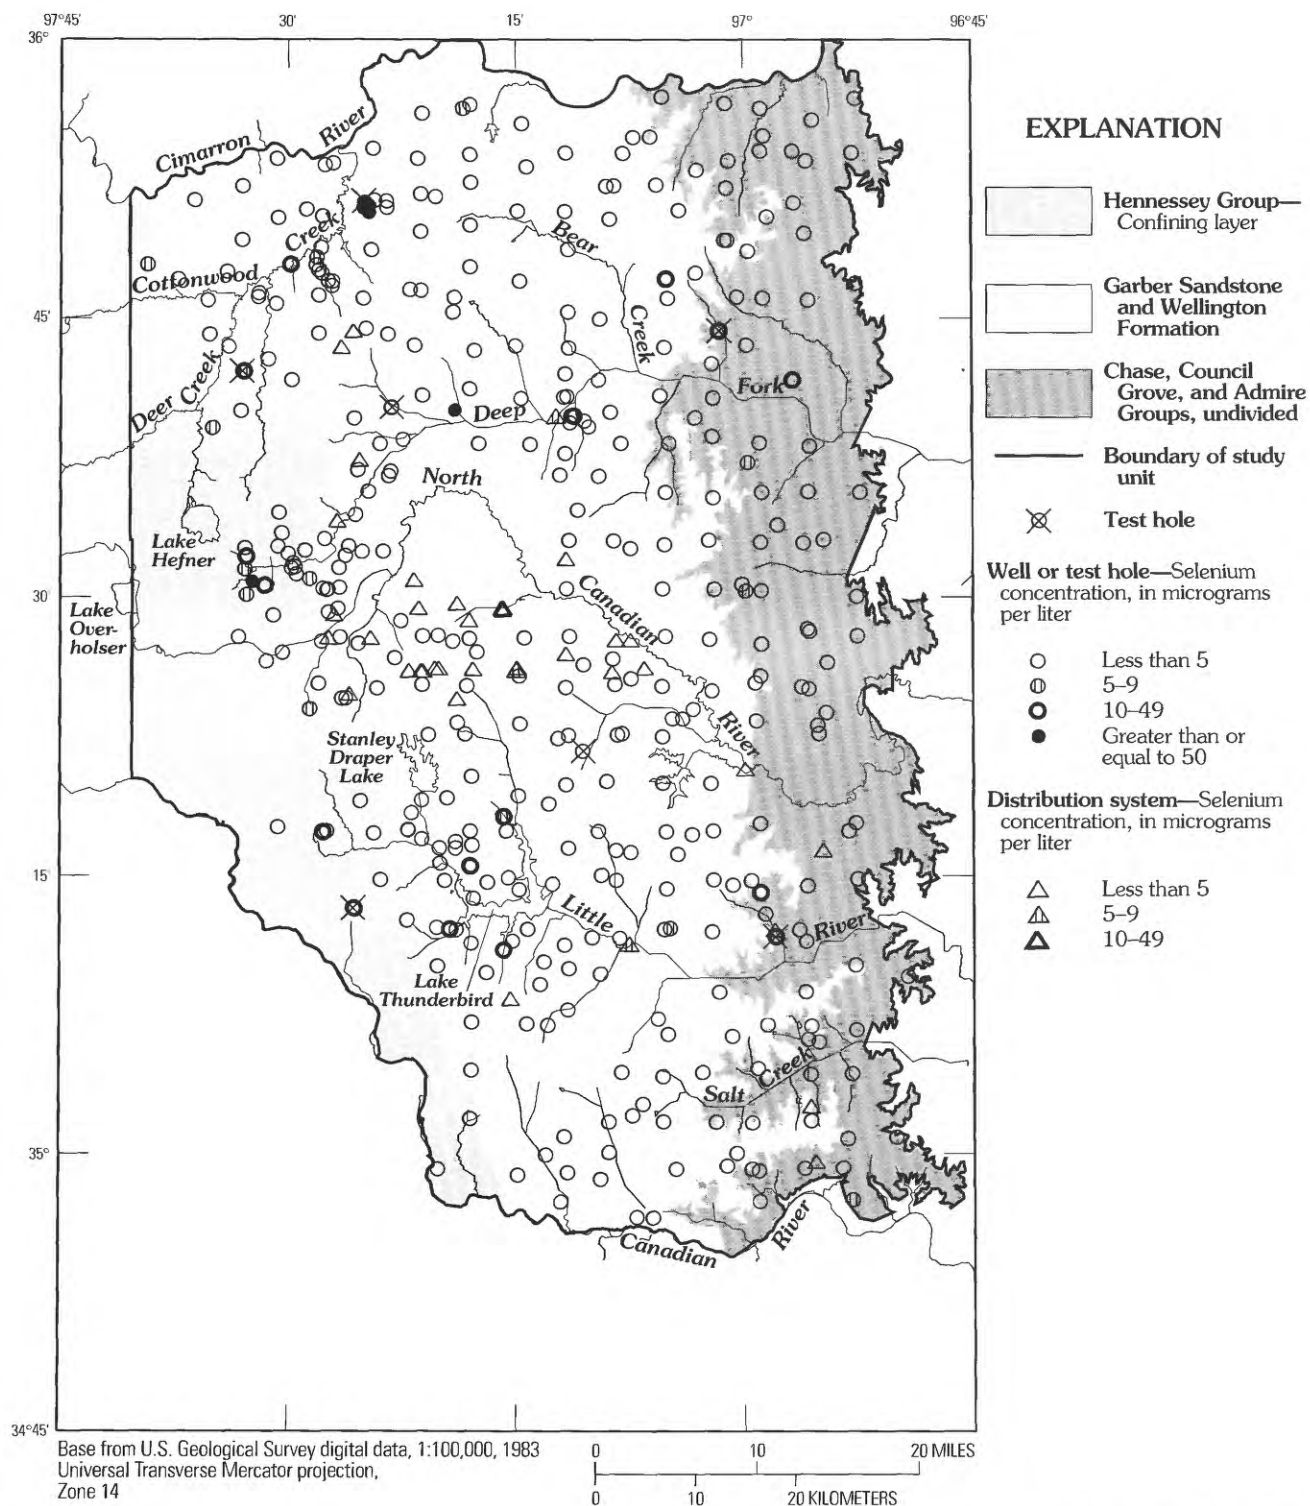 97°45'
30'
15'
97°
96°45'
36°
Cimarron
River
Creek
Bear
Creek
Cottonwood
45'
Deer Creek
Deep
Fork
North
Lake
Hefner
30'
Lake
Over-
holser
Canadian
River
Stanley
Draper
Lake
15'
Little
River
Lake
Thunderbird
Salt
Creek
35°
Canadian
River
34°45'
EXPLANATION
Hennessey Group—
Confining layer
Garber Sandstone
and Wellington
Formation
Chase, Council
Grove, and Admire
Groups, undivided
Boundary of study
unit
Test hole
Well or test hole—Selenium
concentration, in micrograms
per liter
Less than 5
5–9
10–49
Greater than or
equal to 50
Distribution system—Selenium
concentration, in micrograms
per liter
Less than 5
5–9
10–49
Base from U.S. Geological Survey digital data, 1:100,000, 1983
Universal Transverse Mercator projection,
Zone 14
0 10 20 MILES
0 10 20 KILOMETERS